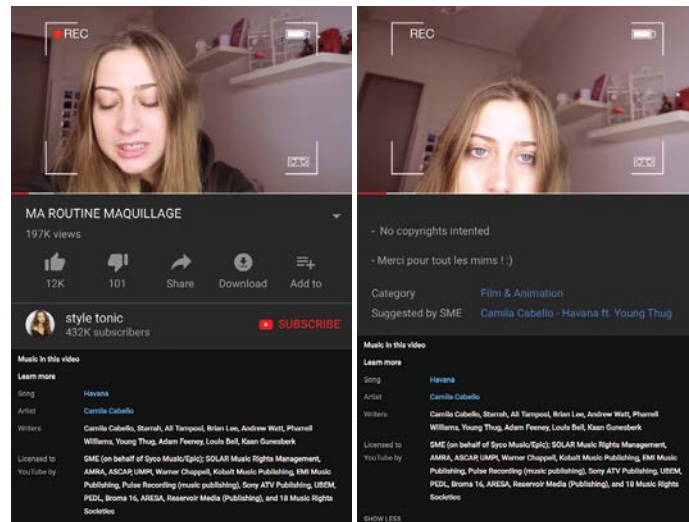 REC
MA ROUTINE MAQUILLAGE
197K views
12K
101
Share
Download
Add to
style tonic
432K subscribers
SUBSCRIBE
Music in this video
Learn more
Song Havana
Artist Camila Cabello
Writers Camila Cabello, Starrah, Ali Tamposi, Brian Lee, Andrew Watt, Pharrell
Williams, Young Thug, Adam Feeney, Louis Bell, Kaan Gunesberk
Licensed to SME (on behalf of Syco Music/Epic); SOLAR Music Rights Management,
YouTube by AMRA, ASCAP, UMPI, Warner Chappell, Kobalt Music Publishing, EMI Music
Publishing, Pulse Recording (music publishing), Sony ATV Publishing, UBEM,
PEDL, Broma 16, ARESA, Reservoir Media (Publishing), and 18 Music Rights
Societies
REC
- No copyrights intented
- Merci pour tout les mims ! :)
Category Film & Animation
Suggested by SME Camila Cabello - Havana ft. Young Thug
Music in this video
Learn more
Song Havana
Artist Camila Cabello
Writers Camila Cabello, Starrah, Ali Tamposi, Brian Lee, Andrew Watt, Pharrell
Williams, Young Thug, Adam Feeney, Louis Bell, Kaan Gunesberk
Licensed to SME (on behalf of Syco Music/Epic); SOLAR Music Rights Management,
YouTube by AMRA, ASCAP, UMPI, Warner Chappell, Kobalt Music Publishing, EMI Music
Publishing, Pulse Recording (music publishing), Sony ATV Publishing, UBEM,
PEDL, Broma 16, ARESA, Reservoir Media (Publishing), and 18 Music Rights
Societies
SHOW LESS